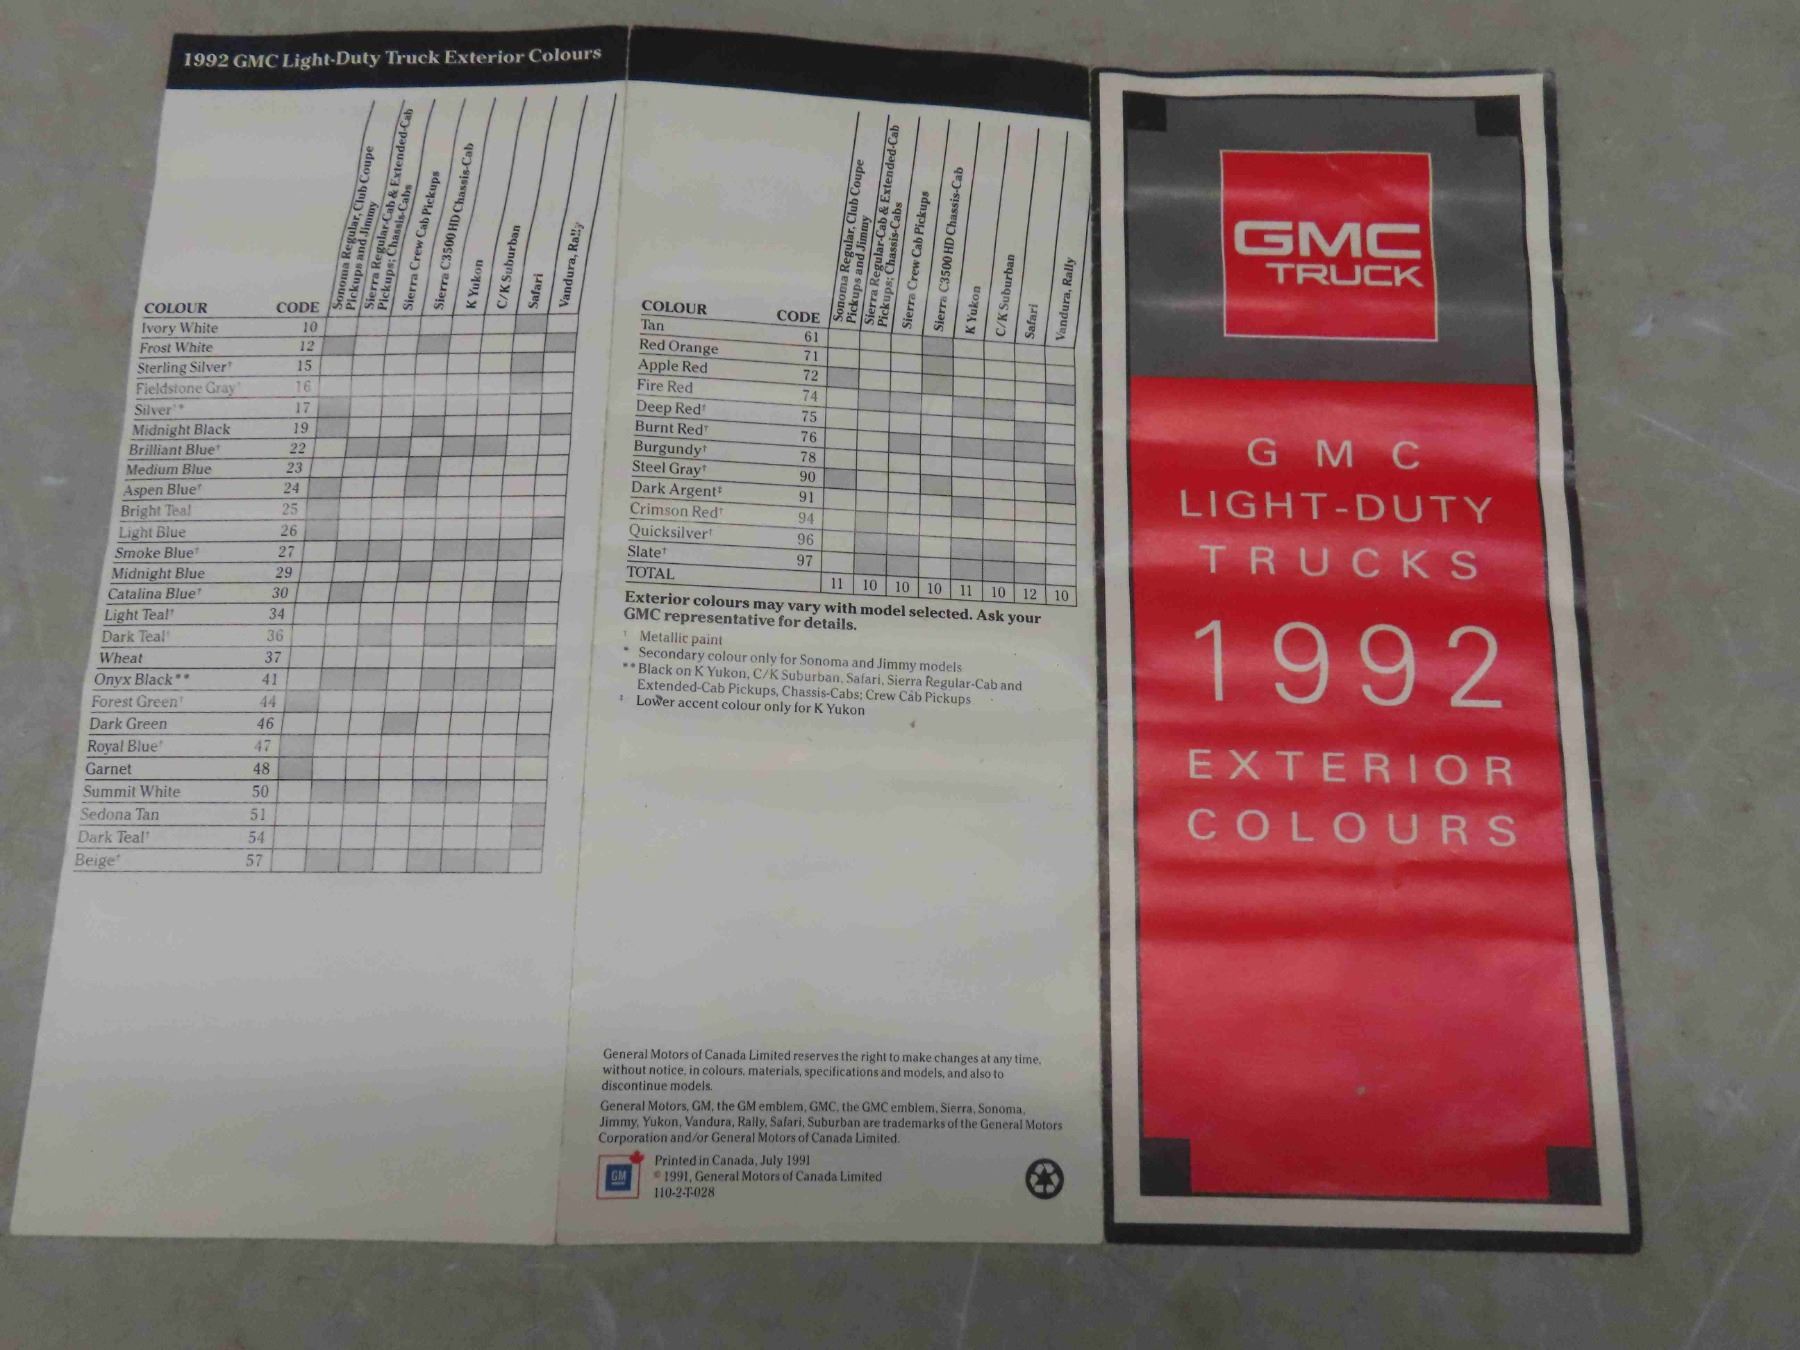 1992 GMC Light-Duty Truck Exterior Colours
COLOUR CODE
Sonoma Regular, Club Coupe
Pickups and Jimmy
Sierra Regular-Cab & Extended-Cab
Pickups; Chassis-Cabs
Sierra Crew Cab Pickups
Sierra C3500 HD Chassis-Cab
K Yukon
C/K Suburban
Safari
Vandura, Rally
Ivory White 10
Frost White 12
Sterling Silver† 15
Fieldstone Gray† 16
Silver†* 17
Midnight Black 19
Brilliant Blue† 22
Medium Blue 23
Aspen Blue† 24
Bright Teal 25
Light Blue 26
Smoke Blue† 27
Midnight Blue 29
Catalina Blue† 30
Light Teal† 34
Dark Teal† 36
Wheat 37
Onyx Black** 41
Forest Green† 44
Dark Green 46
Royal Blue† 47
Garnet 48
Summit White 50
Sedona Tan 51
Dark Teal† 54
Beige† 57
COLOUR CODE
Sonoma Regular, Club Coupe
Pickups and Jimmy
Sierra Regular-Cab & Extended-Cab
Pickups; Chassis-Cabs
Sierra Crew Cab Pickups
Sierra C3500 HD Chassis-Cab
K Yukon
C/K Suburban
Safari
Vandura, Rally
Tan 61
Red Orange 71
Apple Red 72
Fire Red 74
Deep Red† 75
Burnt Red† 76
Burgundy† 78
Steel Gray† 90
Dark Argent‡ 91
Crimson Red† 94
Quicksilver† 96
Slate† 97
TOTAL 11 10 10 10 11 10 12 10
Exterior colours may vary with model selected. Ask your
GMC representative for details.
† Metallic paint
* Secondary colour only for Sonoma and Jimmy models
** Black on K Yukon, C/K Suburban, Safari, Sierra Regular-Cab and
Extended-Cab Pickups, Chassis-Cabs; Crew Cab Pickups
‡ Lower accent colour only for K Yukon
General Motors of Canada Limited reserves the right to make changes at any time,
without notice, in colours, materials, specifications and models, and also to
discontinue models.
General Motors, GM, the GM emblem, GMC, the GMC emblem, Sierra, Sonoma,
Jimmy, Yukon, Vandura, Rally, Safari, Suburban are trademarks of the General Motors
Corporation and/or General Motors of Canada Limited.
GM
Printed in Canada, July 1991
© 1991, General Motors of Canada Limited
110-2-T-028
GMC
TRUCK
GMC
LIGHT-DUTY
TRUCKS
1992
EXTERIOR
COLOURS